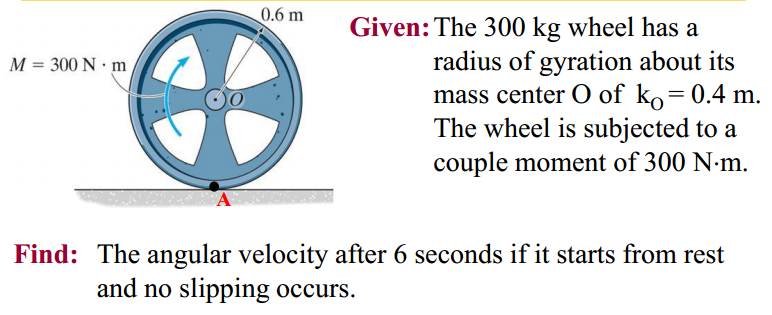 0.6 m
Given: The 300 kg wheel has a
M = 300 N · m
radius of gyration about its
O
mass center O of kO = 0.4 m.
The wheel is subjected to a
couple moment of 300 N·m.
A
Find: The angular velocity after 6 seconds if it starts from rest
and no slipping occurs.